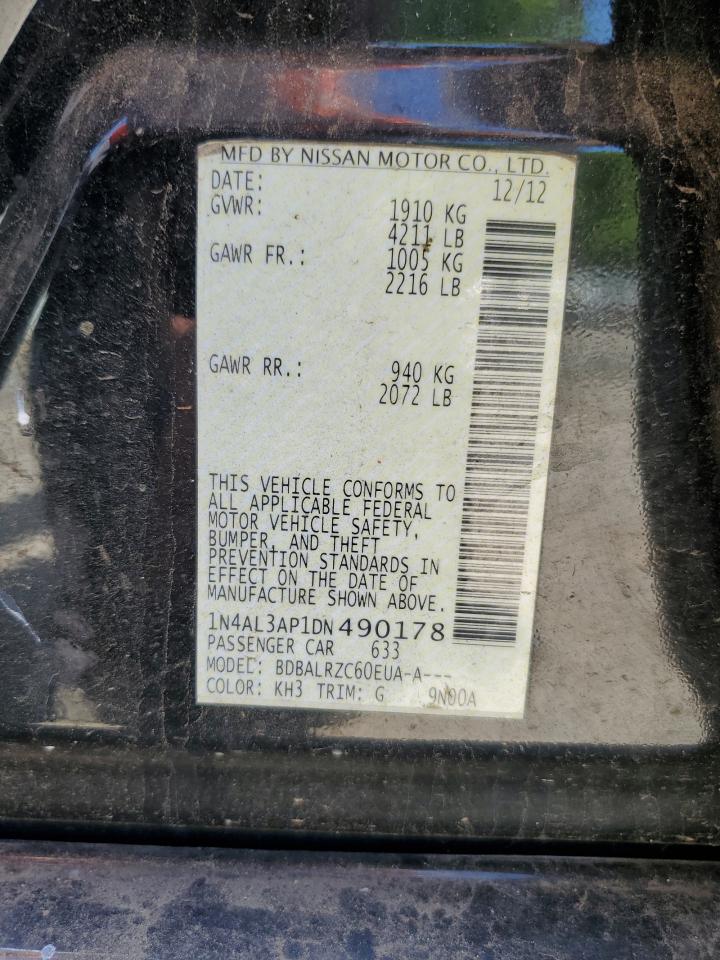 MFD BY NISSAN MOTOR CO., LTD.
DATE: 12/12
GVWR: 1910 KG
4211 LB
GAWR FR.: 1005 KG
2216 LB
GAWR RR.: 940 KG
2072 LB
THIS VEHICLE CONFORMS TO
ALL APPLICABLE FEDERAL
MOTOR VEHICLE SAFETY,
BUMPER, AND THEFT
PREVENTION STANDARDS IN
EFFECT ON THE DATE OF
MANUFACTURE SHOWN ABOVE.
1N4AL3AP1DN490178
PASSENGER CAR 633
MODEL: BDBALRZC60EUA-A---
COLOR: KH3 TRIM: G 9N00A